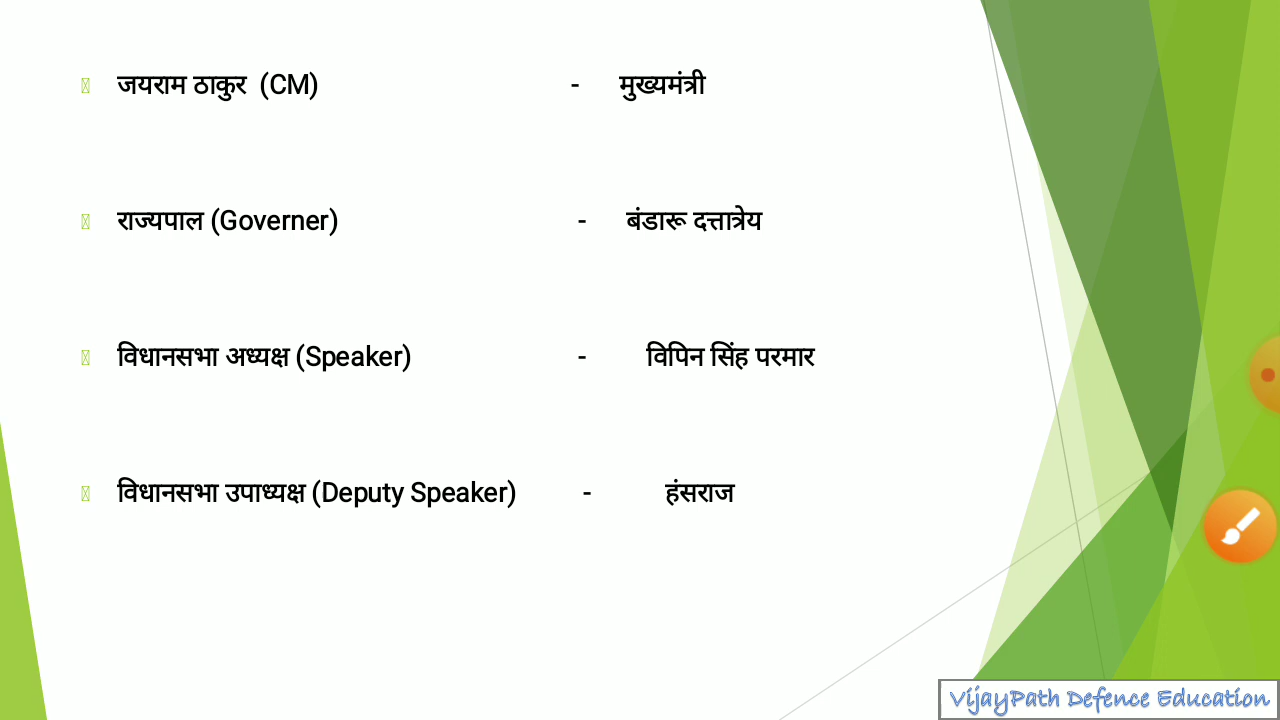 जयराम ठाकुर (CM) - मुख्यमंत्री
राज्यपाल (Governer) - बंडारू दत्तात्रेय
विधानसभा अध्यक्ष (Speaker) - विपिन सिंह परमार
विधानसभा उपाध्यक्ष (Deputy Speaker) - हंसराज
VijayPath Defence Education